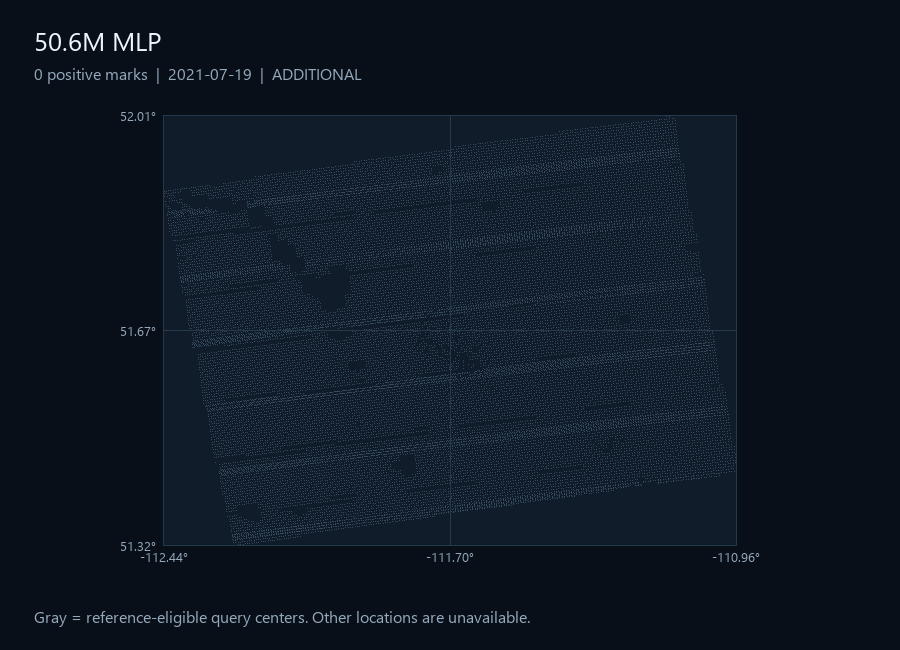 50.6M MLP
0 positive marks | 2021-07-19 | ADDITIONAL
52.01°
51.67°
51.32°
-112.44°
-111.70°
-110.96°
Gray = reference-eligible query centers. Other locations are unavailable.